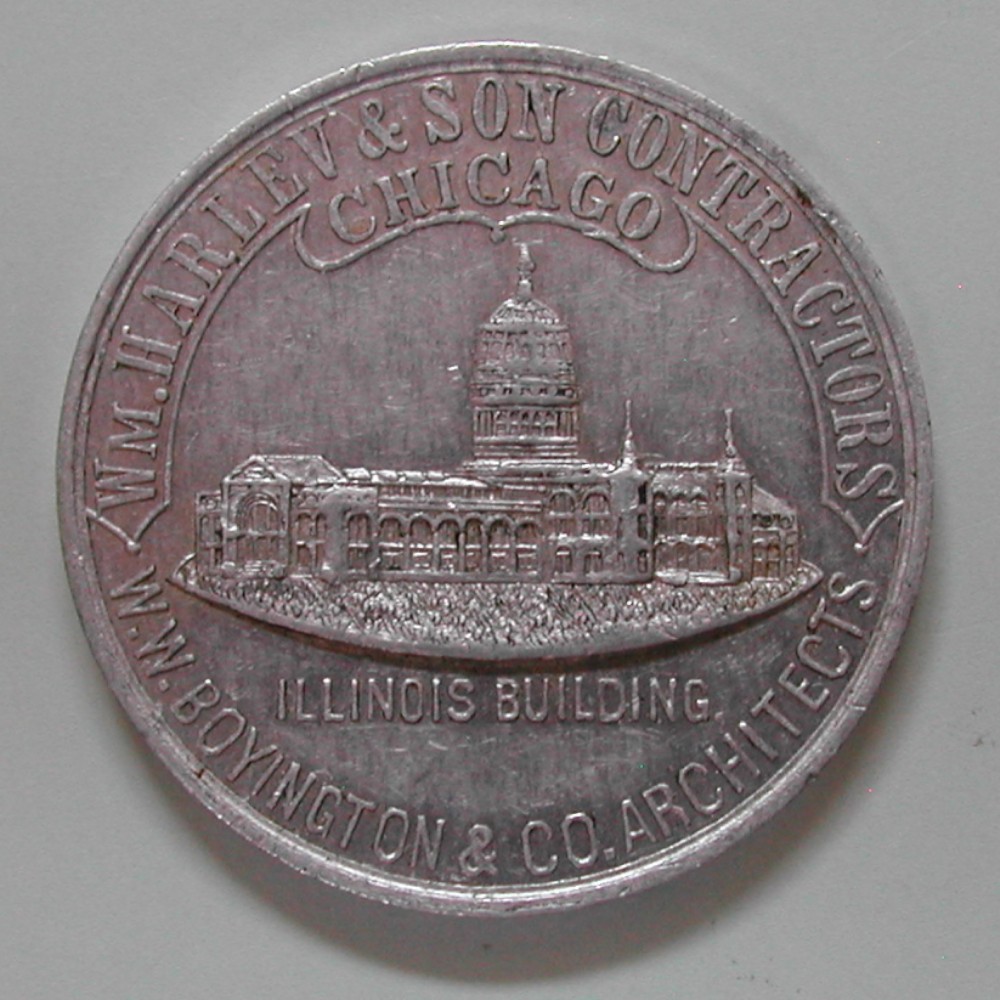 WM. HARLEV & SON CONTRACTORS
CHICAGO
ILLINOIS BUILDING.
W. W. BOYINGTON & CO. ARCHITECTS